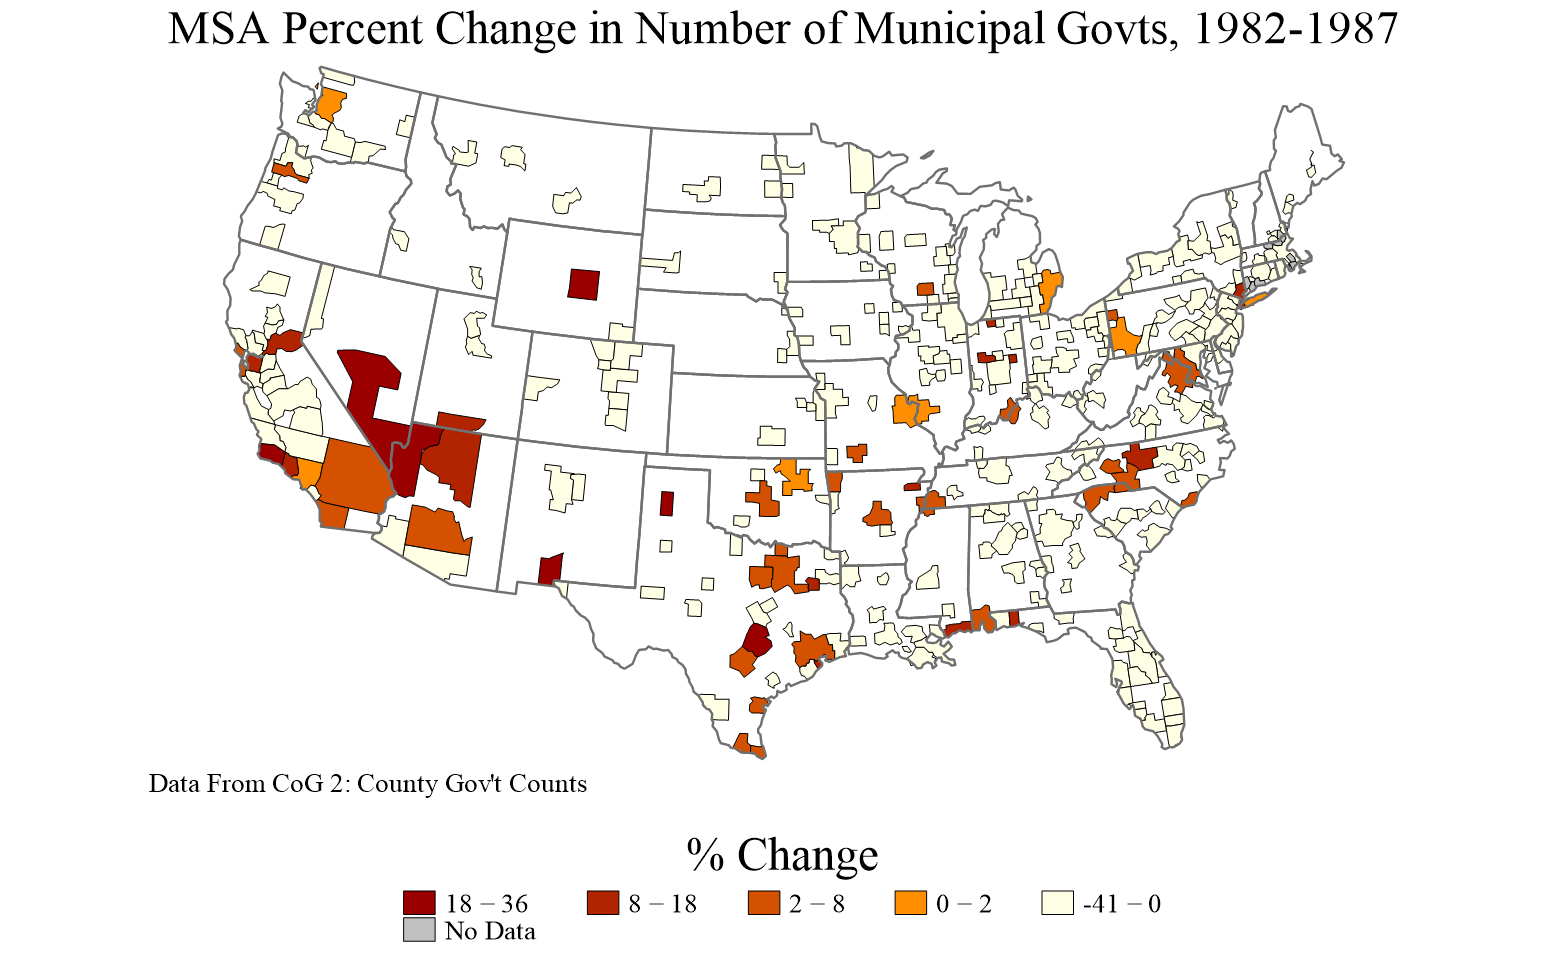 MSA Percent Change in Number of Municipal Govts, 1982-1987
Data From CoG 2: County Gov't Counts
% Change
18 – 36 8 – 18 2 – 8 0 – 2 -41 – 0
No Data